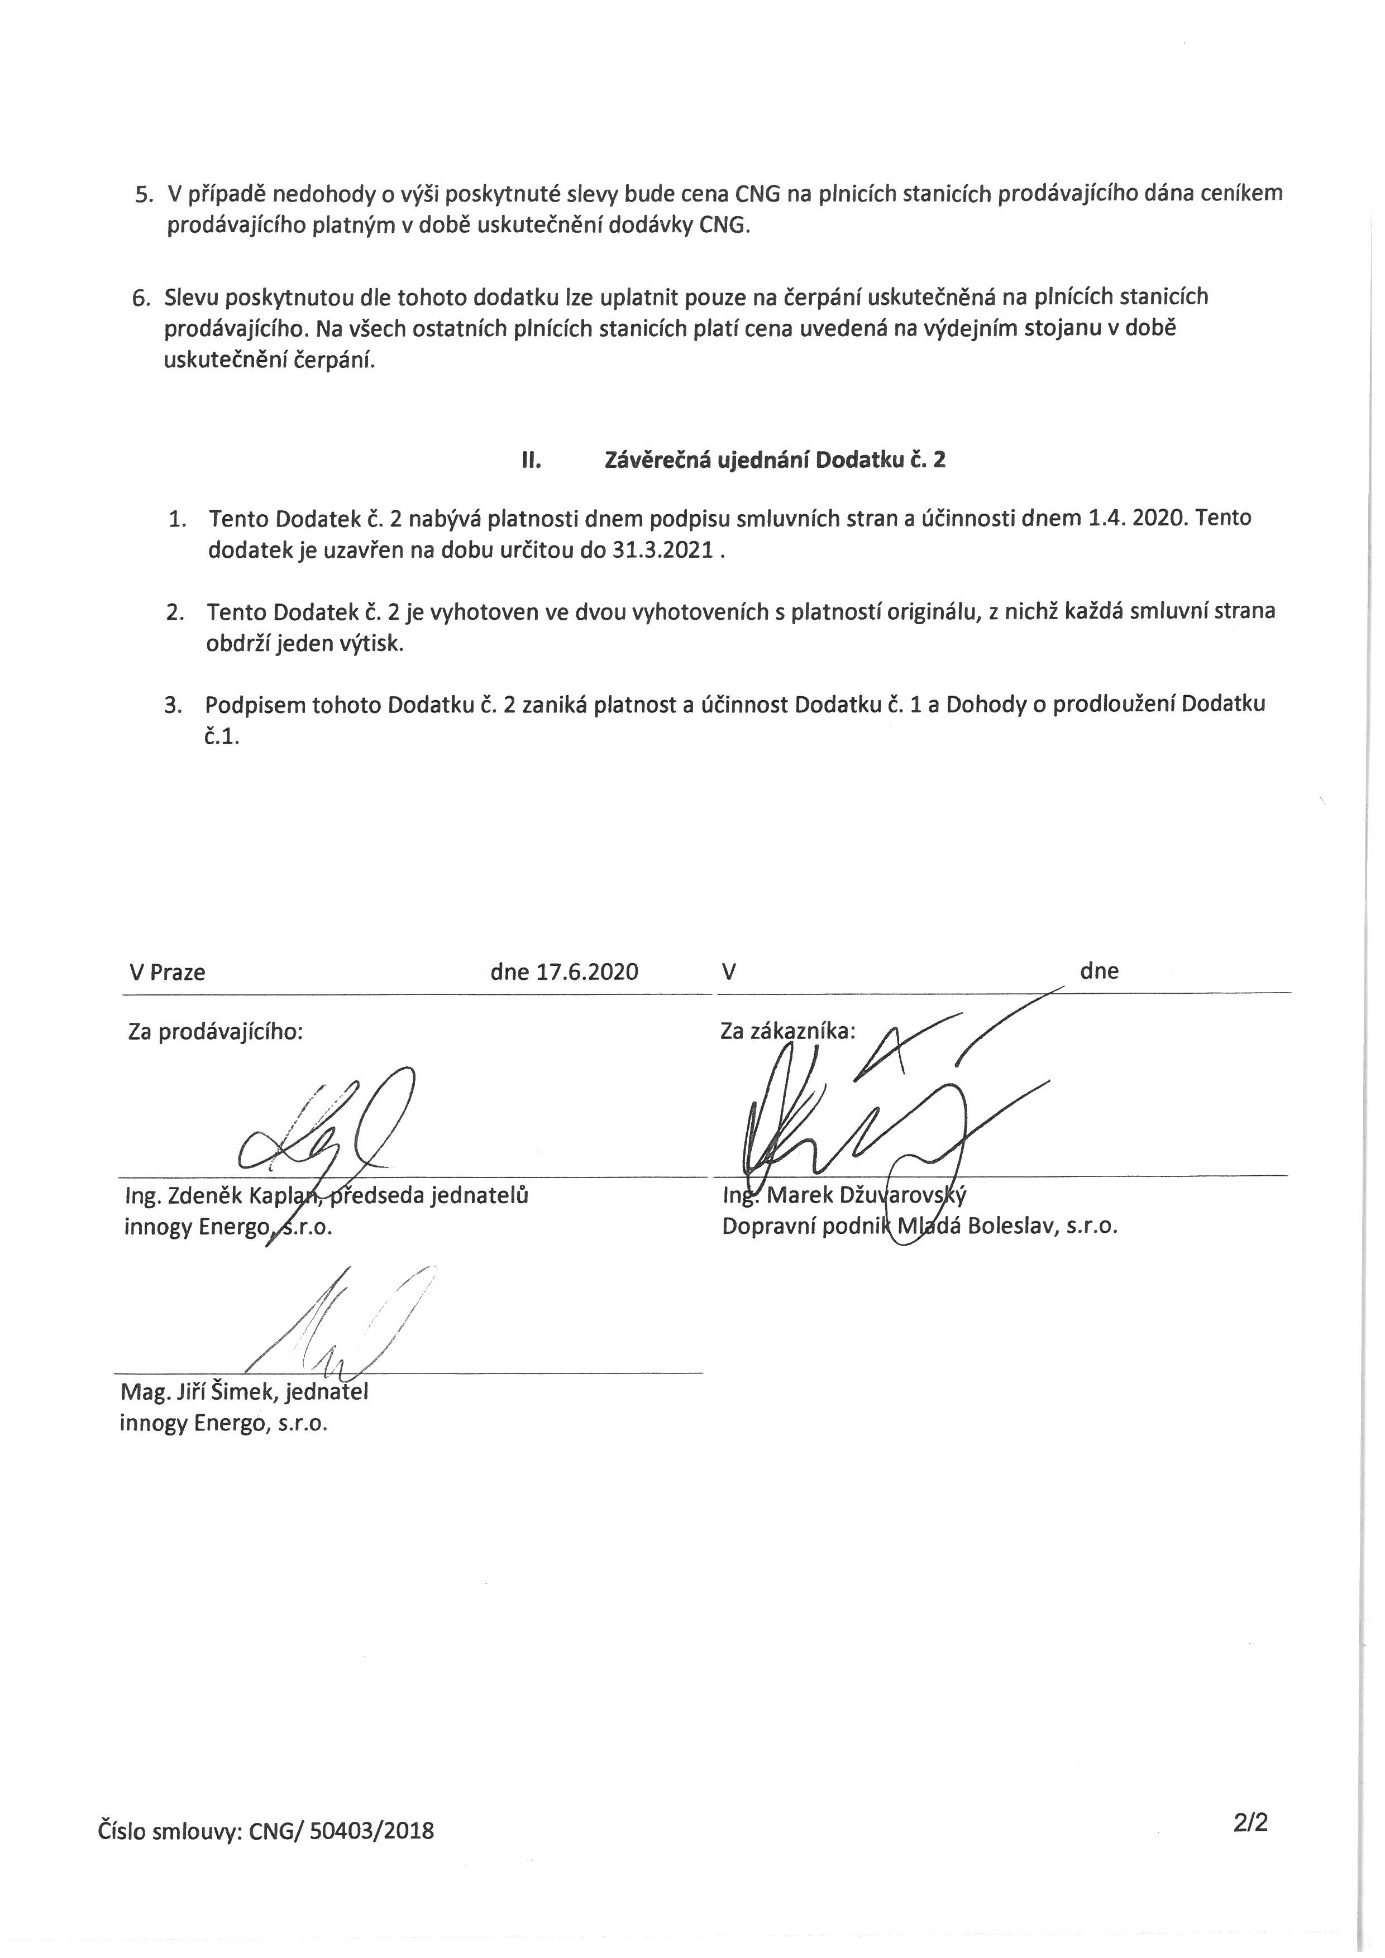 5. V případě nedohody o výši poskytnuté slevy bude cena CNG na plnicích stanicích prodávajícího dána ceníkem
prodávajícího platným v době uskutečnění dodávky CNG.
6. Slevu poskytnutou dle tohoto dodatku lze uplatnit pouze na čerpání uskutečněná na plnících stanicích
prodávajícího. Na všech ostatních plnících stanicích platí cena uvedená na výdejním stojanu v době
uskutečnění čerpání.
II. Závěrečná ujednání Dodatku č. 2
1. Tento Dodatek č. 2 nabývá platnosti dnem podpisu smluvních stran a účinnosti dnem 1.4. 2020. Tento
dodatek je uzavřen na dobu určitou do 31.3.2021 .
2. Tento Dodatek č. 2 je vyhotoven ve dvou vyhotoveních s platností originálu, z nichž každá smluvní strana
obdrží jeden výtisk.
3. Podpisem tohoto Dodatku č. 2 zaniká platnost a účinnost Dodatku č. 1 a Dohody o prodloužení Dodatku
č.1.
V Praze dne 17.6.2020 V dne
Za prodávajícího: Za zákazníka:
Ing. Zdeněk Kaplan, předseda jednatelů Ing. Marek Džuvarovský
innogy Energo, s.r.o. Dopravní podnik Mladá Boleslav, s.r.o.
Mag. Jiří Šimek, jednatel
innogy Energo, s.r.o.
Číslo smlouvy: CNG/ 50403/2018 2/2